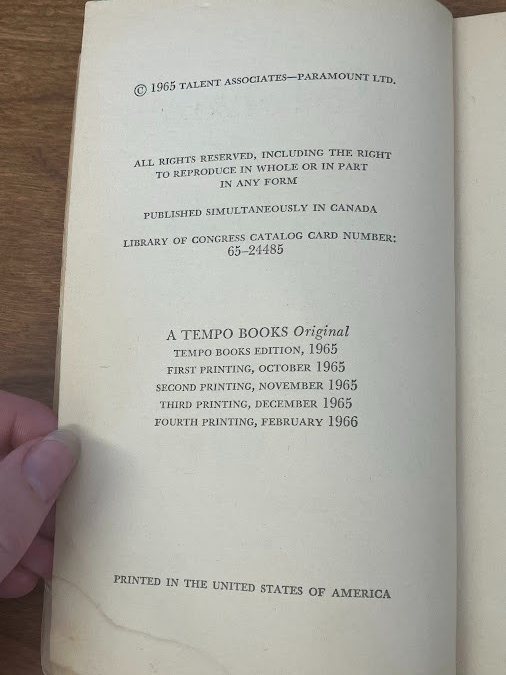 © 1965 TALENT ASSOCIATES—PARAMOUNT LTD.
ALL RIGHTS RESERVED, INCLUDING THE RIGHT
TO REPRODUCE IN WHOLE OR IN PART
IN ANY FORM
PUBLISHED SIMULTANEOUSLY IN CANADA
LIBRARY OF CONGRESS CATALOG CARD NUMBER:
65–24485
A TEMPO BOOKS Original
TEMPO BOOKS EDITION, 1965
FIRST PRINTING, OCTOBER 1965
SECOND PRINTING, NOVEMBER 1965
THIRD PRINTING, DECEMBER 1965
FOURTH PRINTING, FEBRUARY 1966
PRINTED IN THE UNITED STATES OF AMERICA